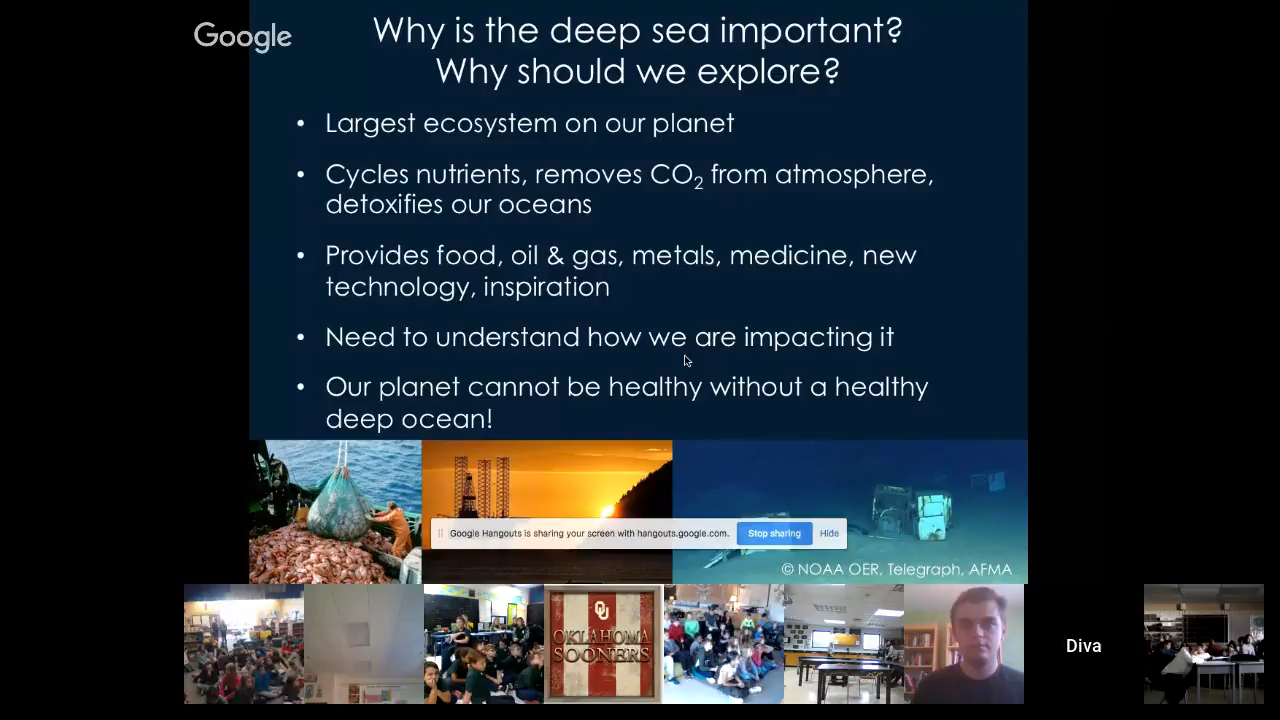 Google
Why is the deep sea important?
Why should we explore?
• Largest ecosystem on our planet
• Cycles nutrients, removes CO₂ from atmosphere,
detoxifies our oceans
• Provides food, oil & gas, metals, medicine, new
technology, inspiration
• Need to understand how we are impacting it
• Our planet cannot be healthy without a healthy
deep ocean!
Google Hangouts is sharing your screen with hangouts.google.com. Stop sharing Hide
© NOAA OER, Telegraph, AFMA
OU
OKLAHOMA
SOONERS
Diva